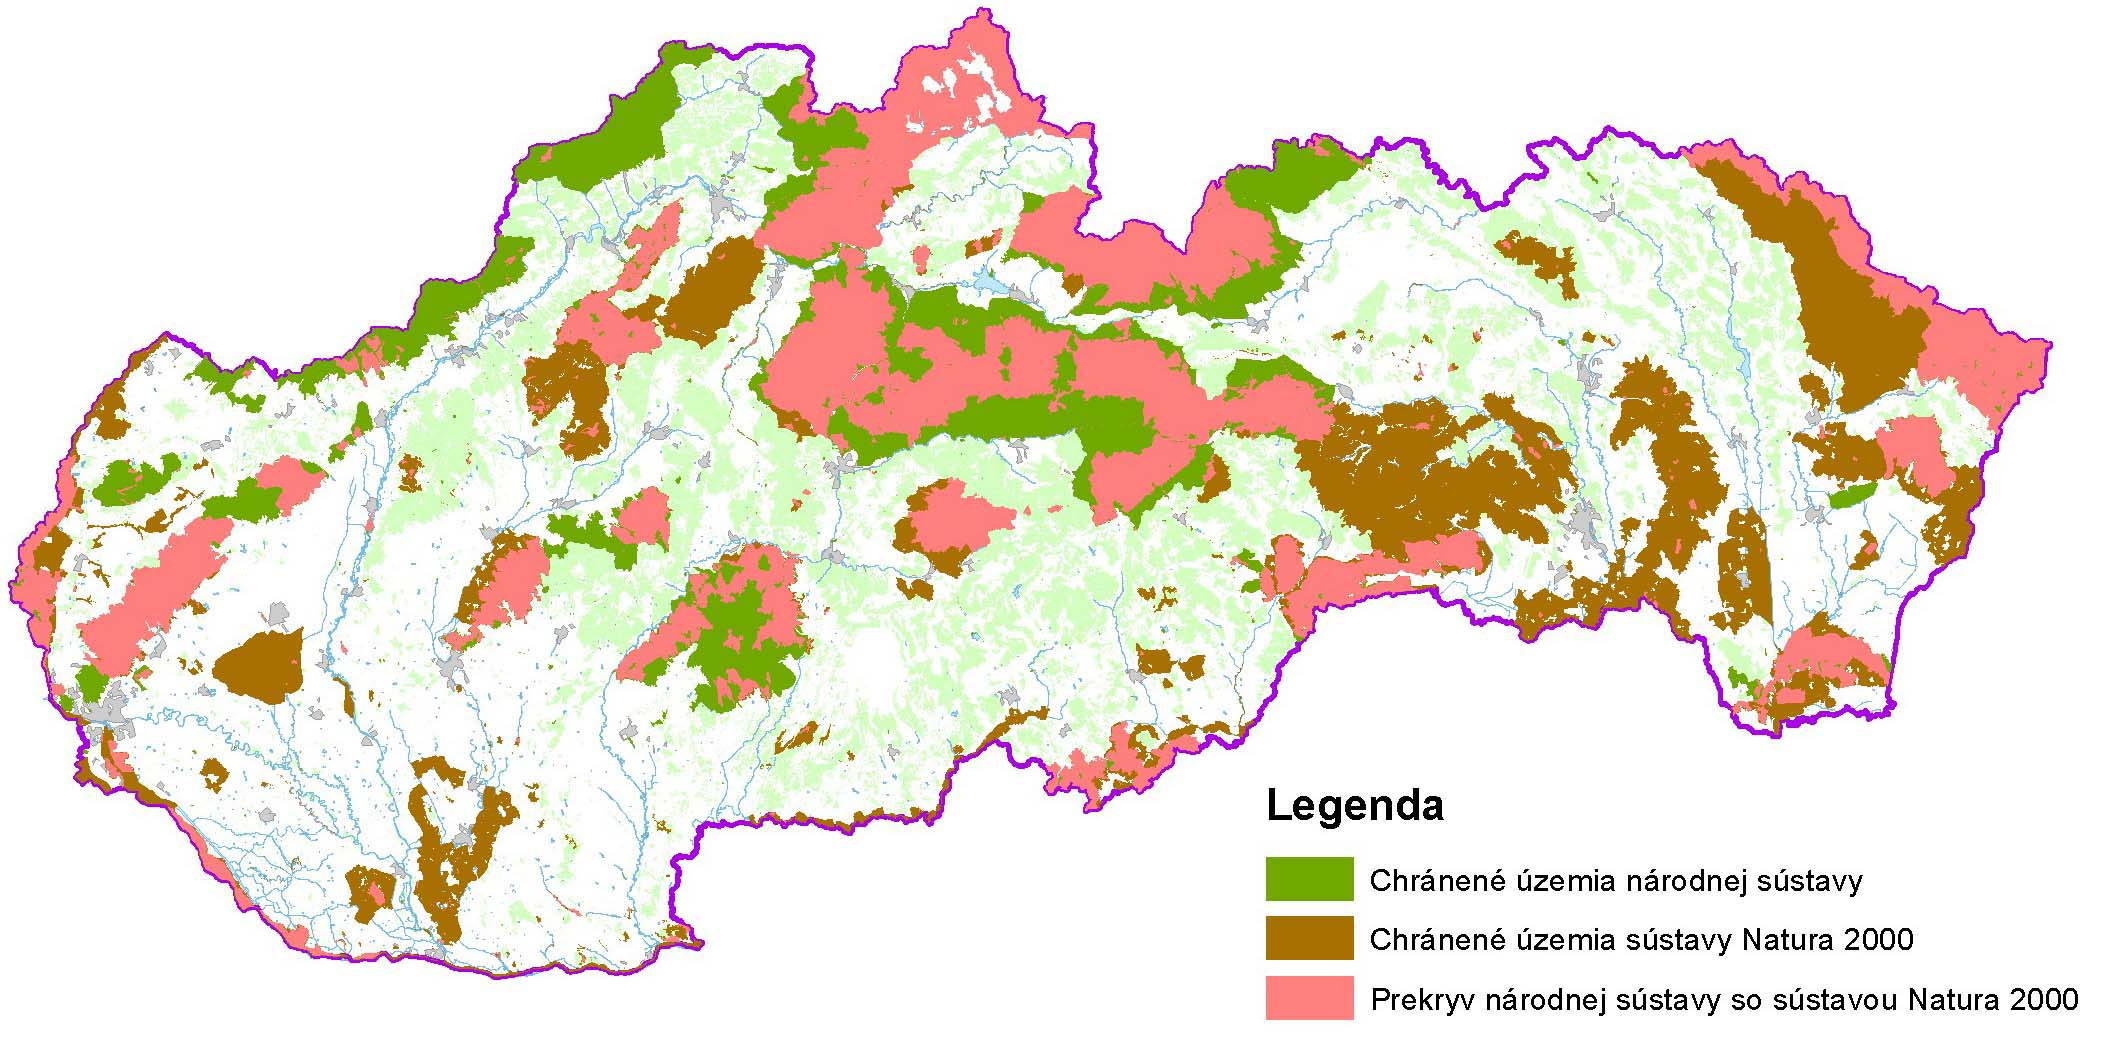 Legenda
Chránené územia národnej sústavy
Chránené územia sústavy Natura 2000
Prekryv národnej sústavy so sústavou Natura 2000